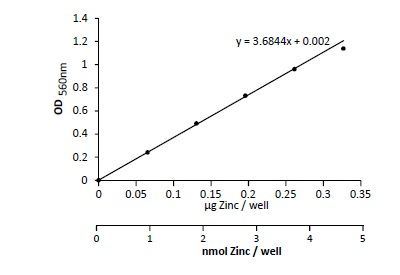 1.4
1.2
y = 3.6844x + 0.002
1
0.8
0.6
0.4
0.2
0
OD 560nm
0 0.05 0.1 0.15 0.2 0.25 0.3 0.35
µg Zinc / well
0 1 2 3 4 5
nmol Zinc / well